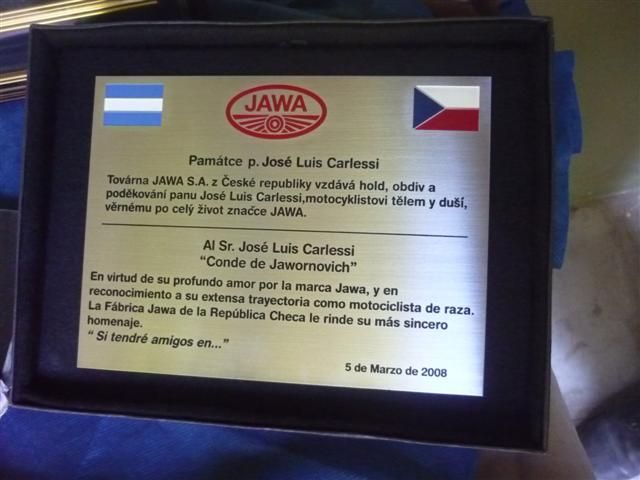 JAWA
Památce p. José Luis Carlessi
Továrna JAWA S.A. z České republiky vzdává hold, obdiv a
poděkování panu José Luis Carlessi,motocyklistovi tělem y duší,
věrnému po celý život značce JAWA.
Al Sr. José Luis Carlessi
“Conde de Jawornovich”
En virtud de su profundo amor por la marca Jawa, y en
reconocimiento a su extensa trayectoria como motociclista de raza.
La Fábrica Jawa de la República Checa le rinde su más sincero
homenaje.
“ Si tendré amigos en...”
5 de Marzo de 2008